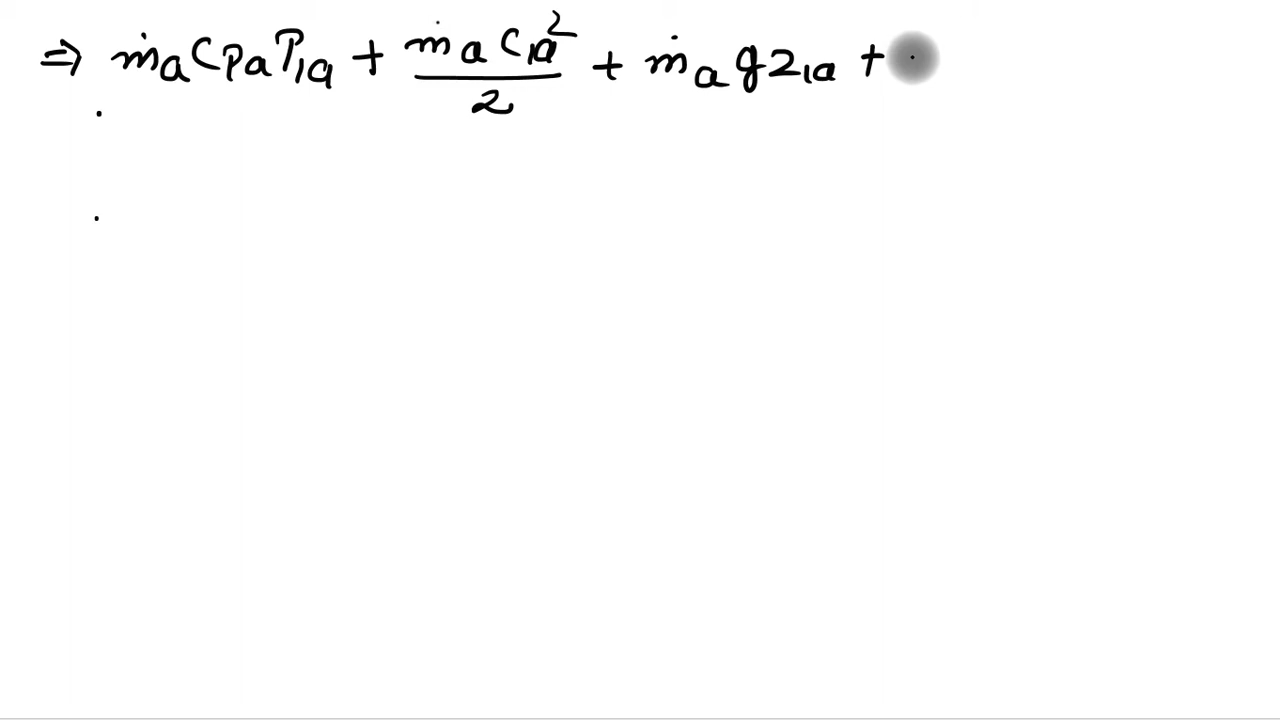 ⇒ ṁₐ Cpₐ T₁ₐ + ṁₐ C₁ₐ²/2 + ṁₐ g z₁ₐ +